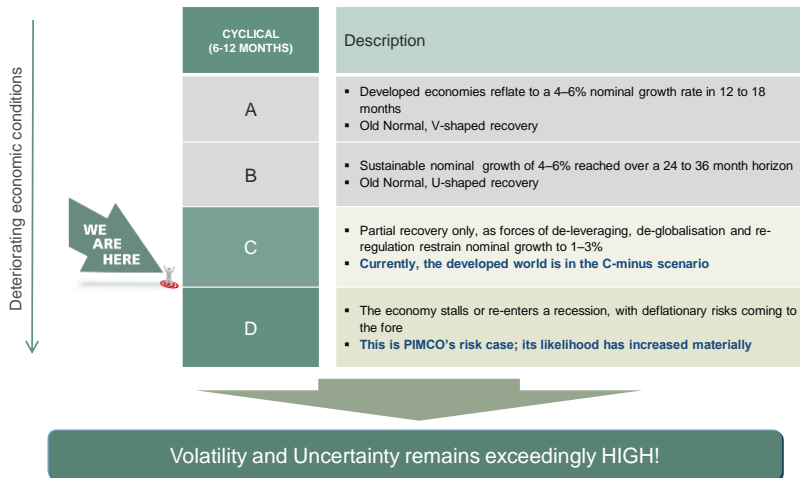 Deteriorating economic conditions
CYCLICAL
(6-12 MONTHS)
Description
A
▪ Developed economies reflate to a 4–6% nominal growth rate in 12 to 18
months
▪ Old Normal, V-shaped recovery
B
▪ Sustainable nominal growth of 4–6% reached over a 24 to 36 month horizon
▪ Old Normal, U-shaped recovery
WE
ARE
HERE
C
▪ Partial recovery only, as forces of de-leveraging, de-globalisation and re-
regulation restrain nominal growth to 1–3%
▪ Currently, the developed world is in the C-minus scenario
D
▪ The economy stalls or re-enters a recession, with deflationary risks coming to
the fore
▪ This is PIMCO's risk case; its likelihood has increased materially
Volatility and Uncertainty remains exceedingly HIGH!